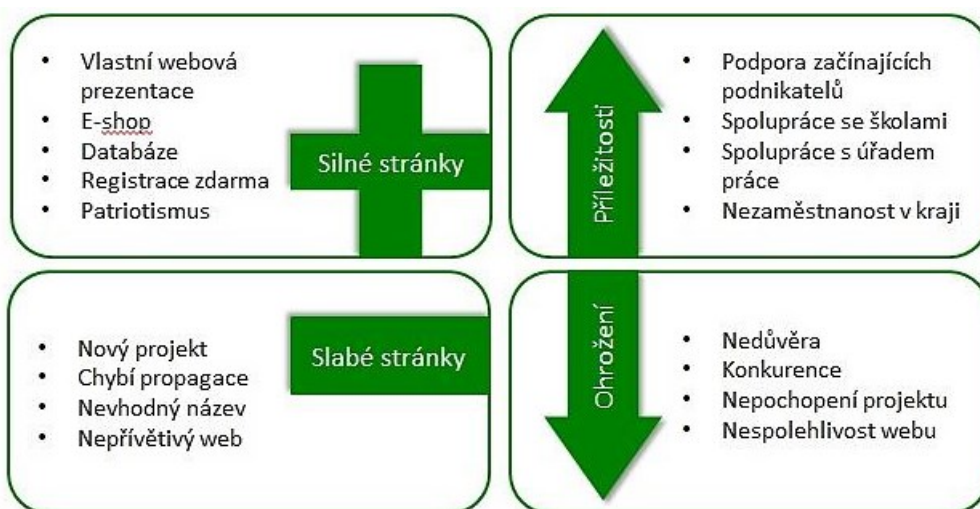 Vlastní webová
prezentace
E-shop
Databáze
Registrace zdarma
Patriotismus
Silné stránky
Příležitosti
Podpora začínajících
podnikatelů
Spolupráce se školami
Spolupráce s úřadem
práce
Nezaměstnanost v kraji
Nový projekt
Chybí propagace
Nevhodný název
Nepřívětivý web
Slabé stránky
Ohrožení
Nedůvěra
Konkurence
Nepochopení projektu
Nespolehlivost webu